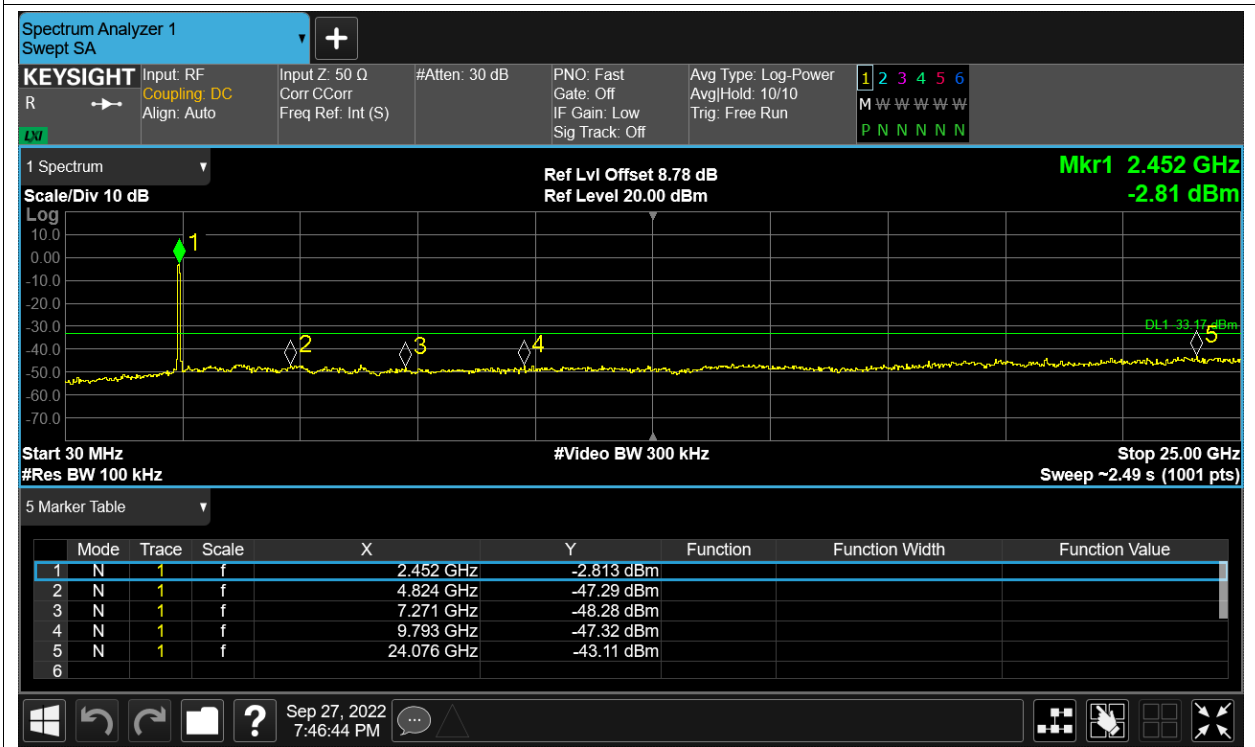 Spectrum Analyzer 1
Swept SA
KEYSIGHT Input: RF Input Z: 50 Ω #Atten: 30 dB PNO: Fast Avg Type: Log-Power 1 2 3 4 5 6
R Coupling: DC Corr CCorr Gate: Off Avg|Hold: 10/10 M W W W W W
Align: Auto Freq Ref: Int (S) IF Gain: Low Trig: Free Run
LXI Sig Track: Off P N N N N N
1 Spectrum Ref Lvl Offset 8.78 dB Mkr1 2.452 GHz
Scale/Div 10 dB Ref Level 20.00 dBm -2.81 dBm
Log
10.0
1
0.00
-10.0
-20.0
-30.0 DL1 -33.17 dBm
2 3 4 5
-40.0
-50.0
-60.0
-70.0
Start 30 MHz #Video BW 300 kHz Stop 25.00 GHz
#Res BW 100 kHz Sweep ~2.49 s (1001 pts)
5 Marker Table
Mode Trace Scale X Y Function Function Width Function Value
1 N 1 f 2.452 GHz -2.813 dBm
2 N 1 f 4.824 GHz -47.29 dBm
3 N 1 f 7.271 GHz -48.28 dBm
4 N 1 f 9.793 GHz -47.32 dBm
5 N 1 f 24.076 GHz -43.11 dBm
6
? Sep 27, 2022
7:46:44 PM